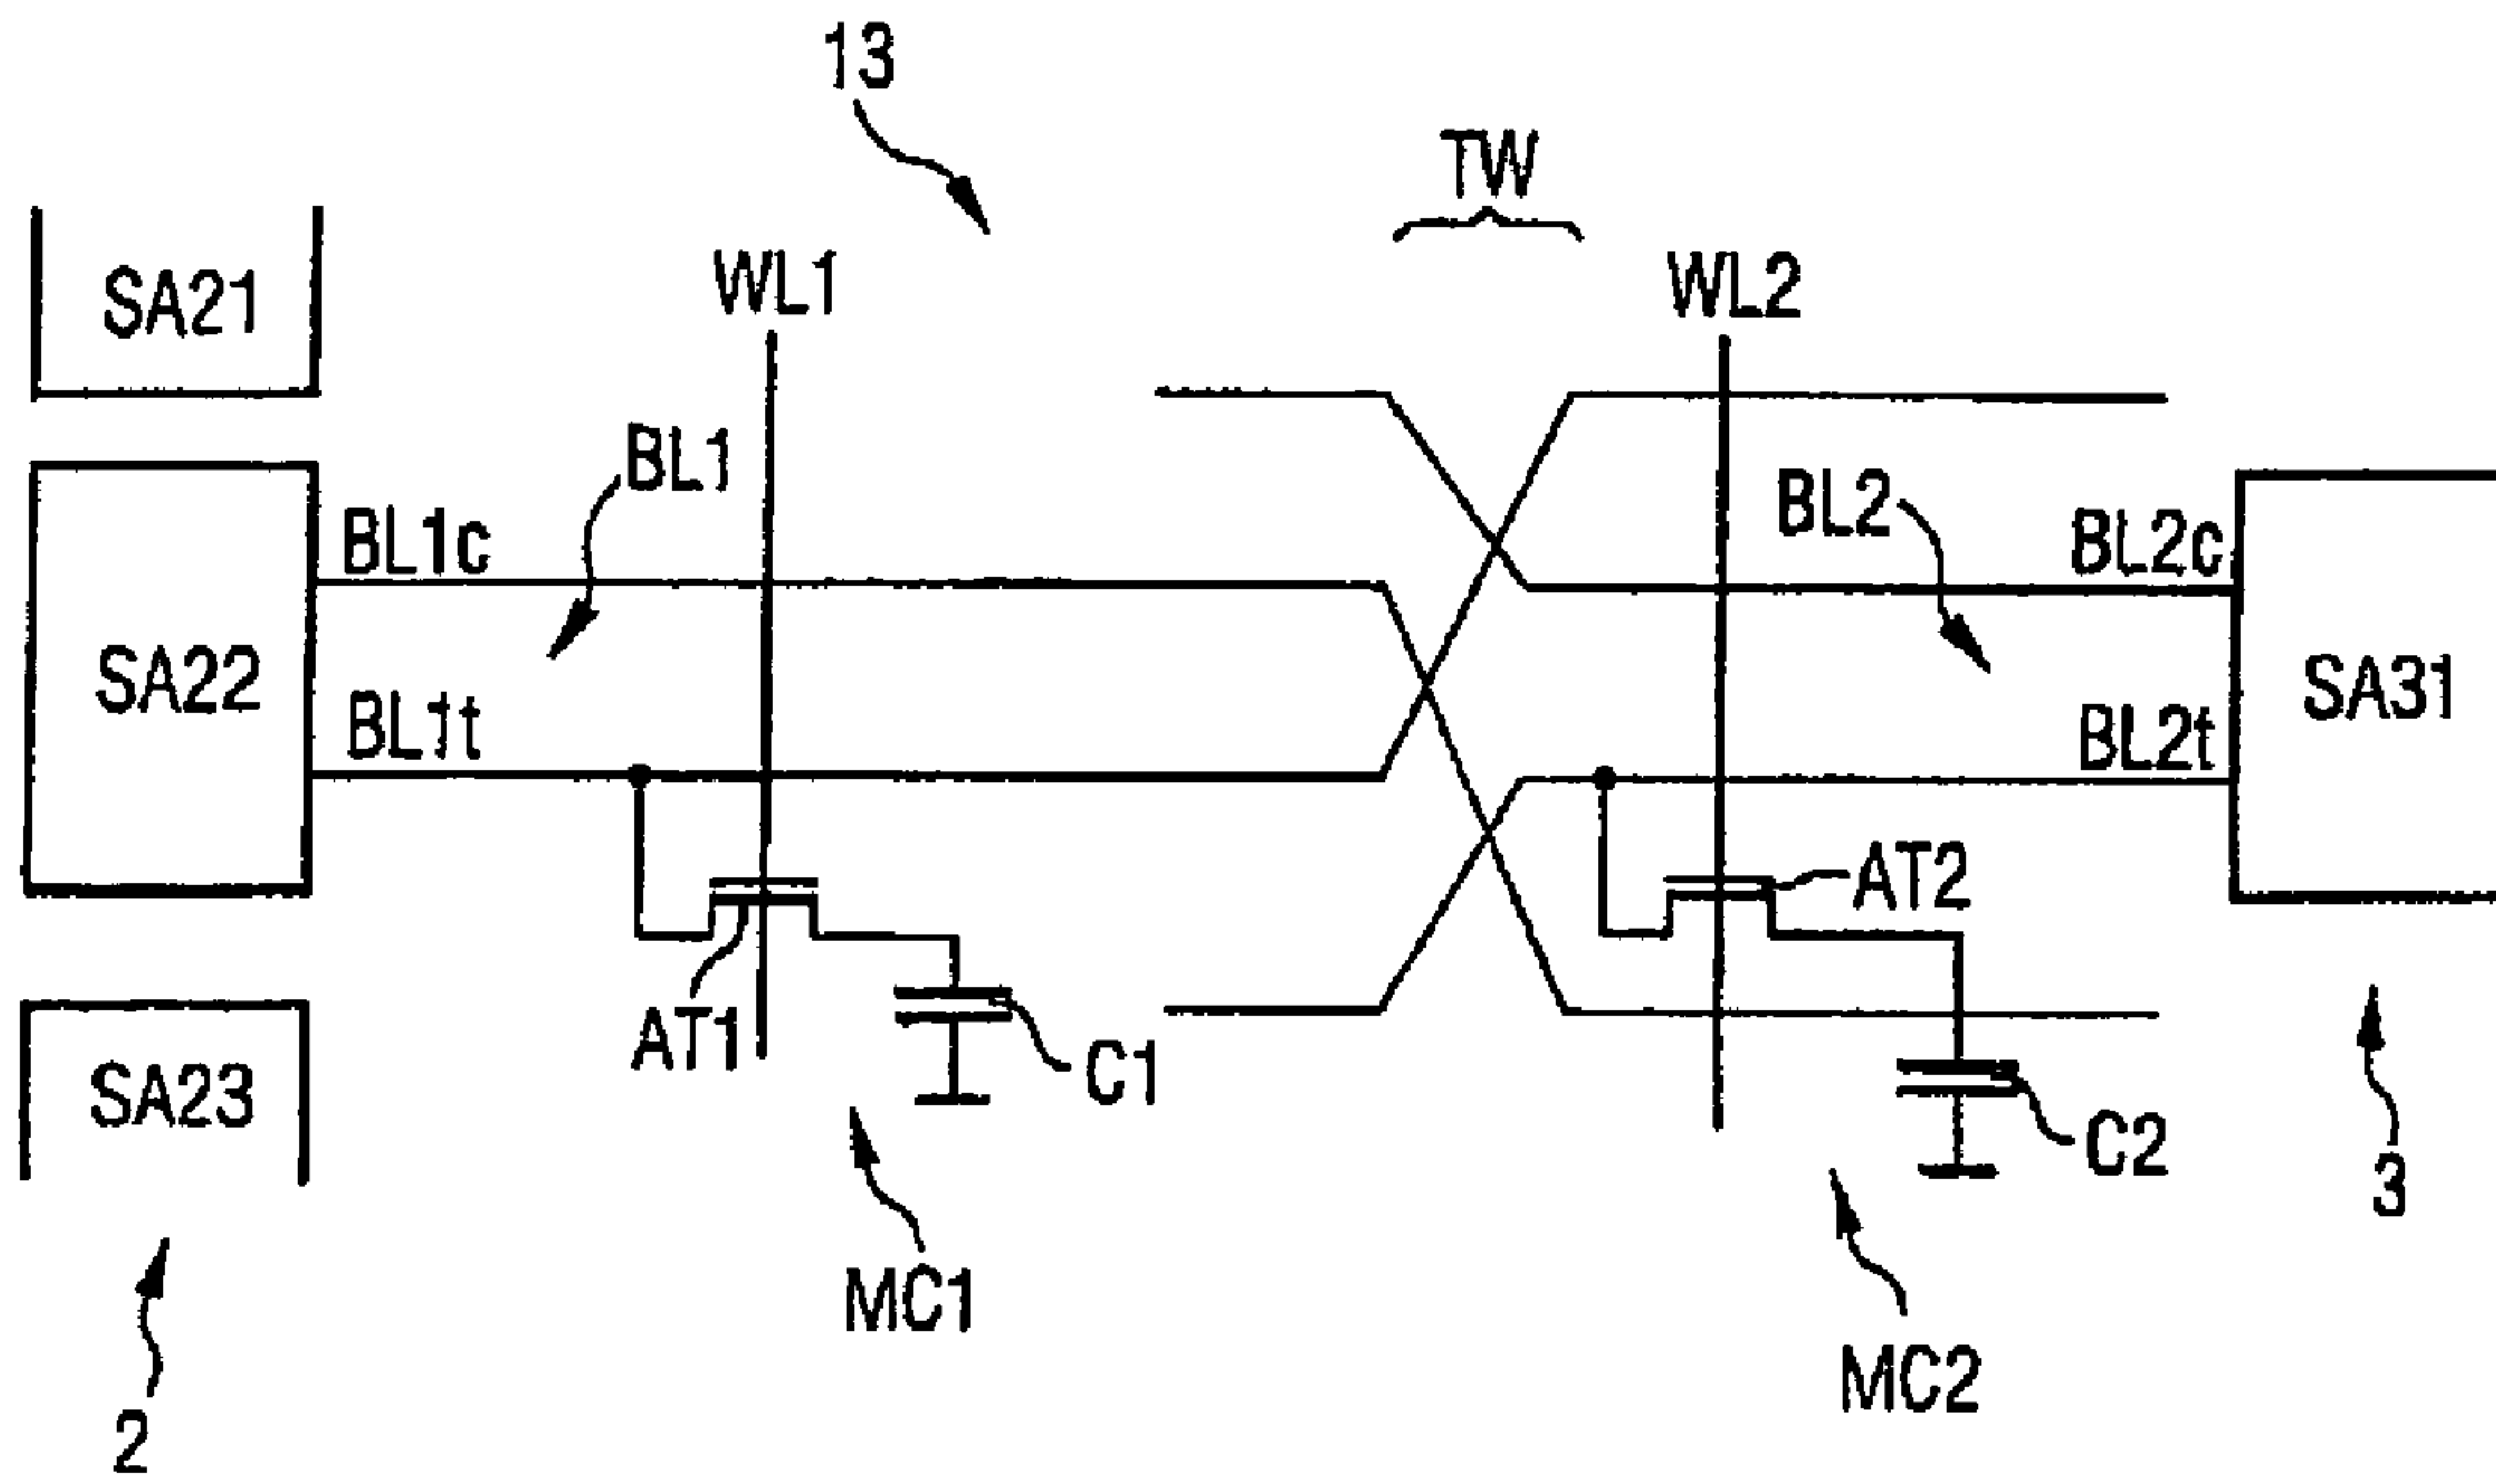 13
TW
SA21
WL1
WL2
BL1
BL2
BL1c
BL2c
SA22
SA31
BL1t
BL2t
AT2
AT1
C1
SA23
C2
3
MC1
MC2
2